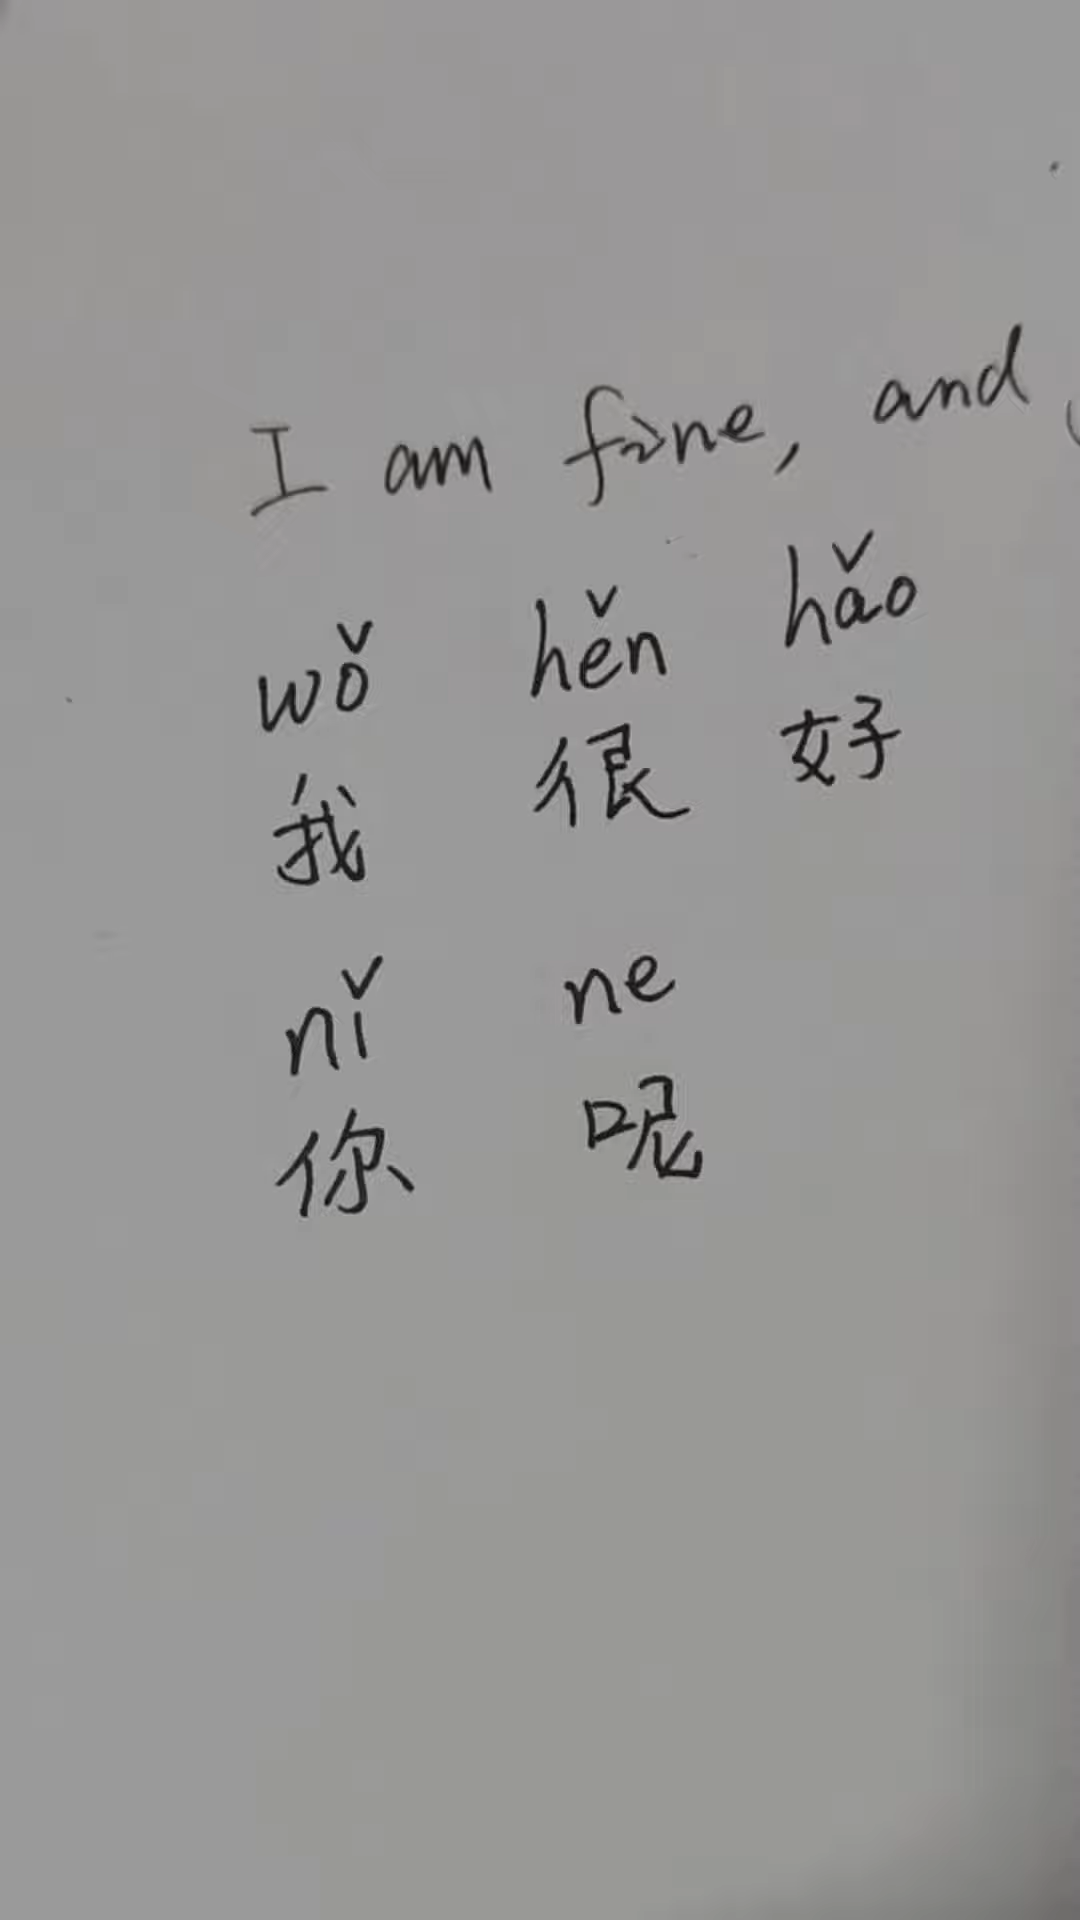 I am fine, and
wǒ hěn hǎo
我 很 好
nǐ ne
你 呢